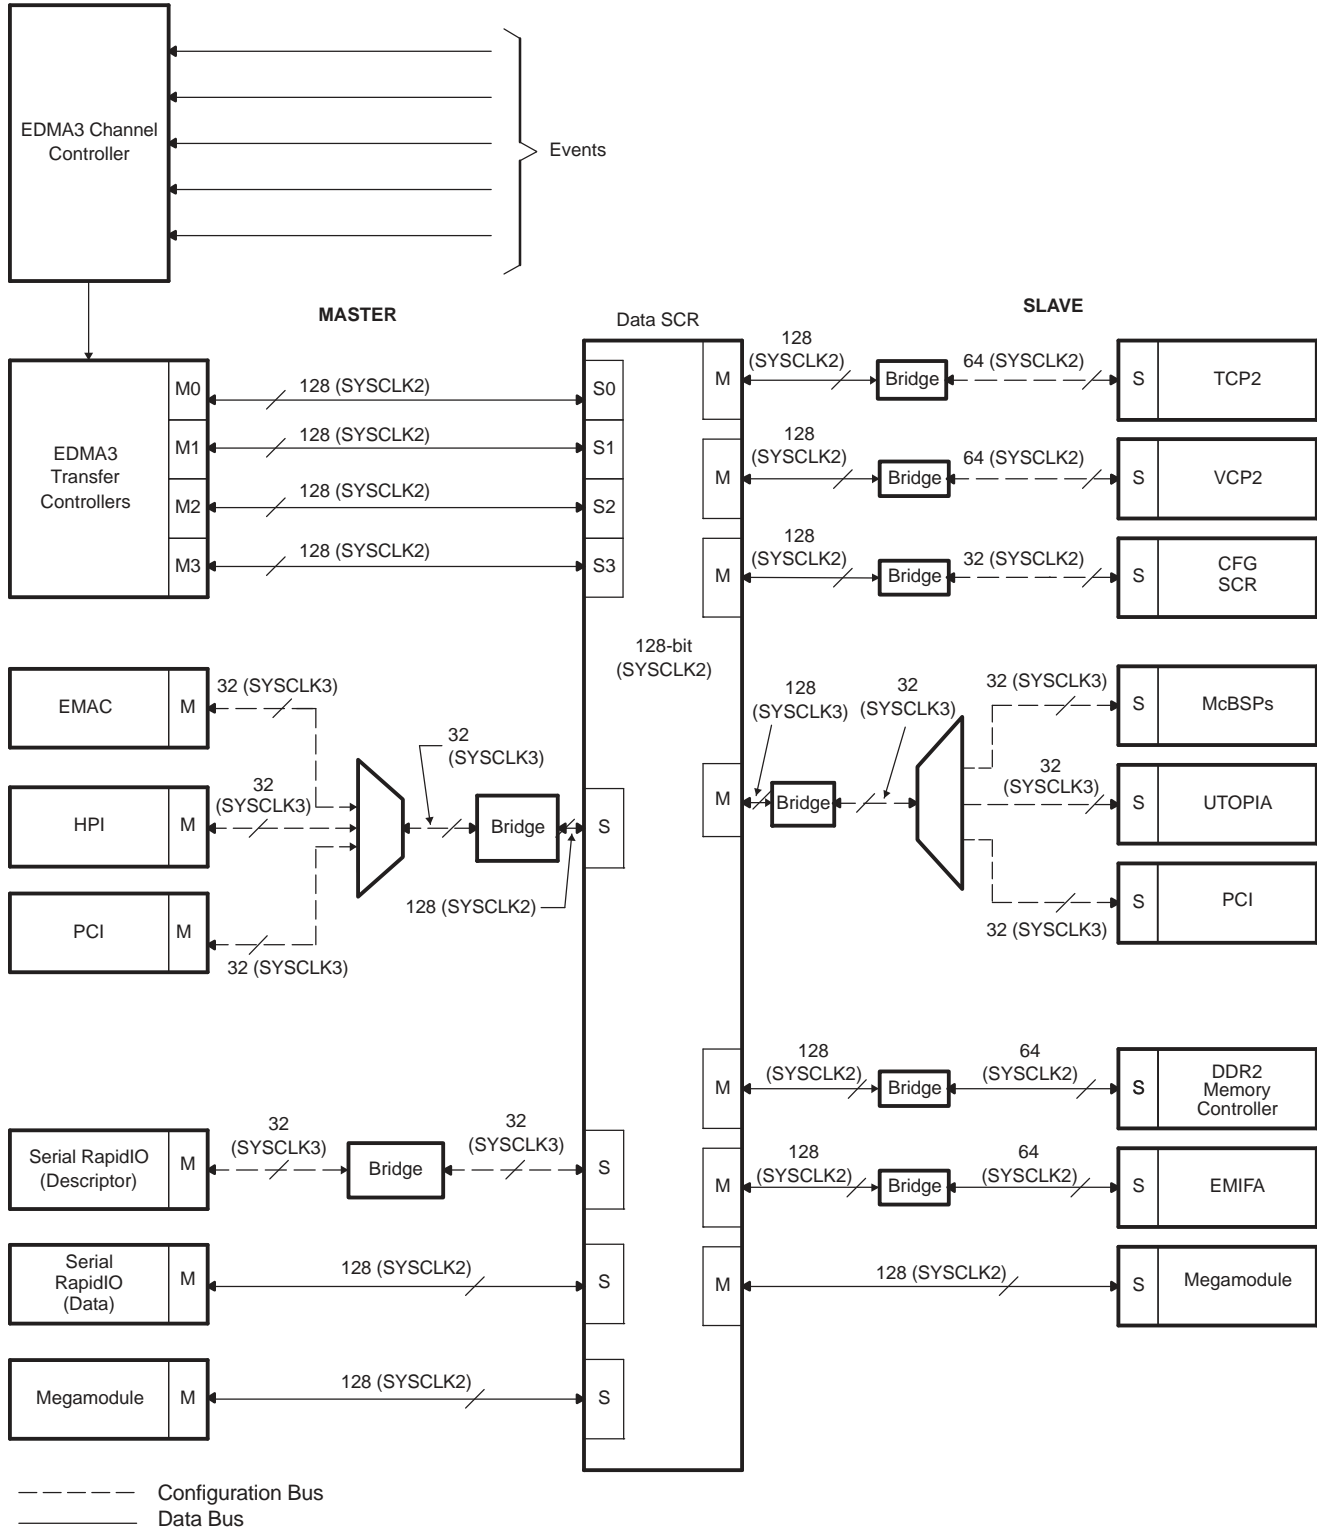 EDMA3 Channel
Controller
Events
MASTER
SLAVE
Data SCR
EDMA3
Transfer
Controllers
M0
128 (SYSCLK2)
S0
M1
128 (SYSCLK2)
S1
M2
128 (SYSCLK2)
S2
M3
128 (SYSCLK2)
S3
M
128
(SYSCLK2)
Bridge
64 (SYSCLK2)
S
TCP2
M
128
(SYSCLK2)
Bridge
64 (SYSCLK2)
S
VCP2
M
128
(SYSCLK2)
Bridge
32 (SYSCLK2)
S
CFG
SCR
128-bit
(SYSCLK2)
EMAC
M
32 (SYSCLK3)
HPI
M
32
(SYSCLK3)
PCI
M
32 (SYSCLK3)
32
(SYSCLK3)
Bridge
128 (SYSCLK2)
S
M
128
(SYSCLK3)
Bridge
32
(SYSCLK3)
32 (SYSCLK3)
S
McBSPs
32
(SYSCLK3)
S
UTOPIA
32 (SYSCLK3)
S
PCI
M
128
(SYSCLK2)
Bridge
64
(SYSCLK2)
S
DDR2
Memory
Controller
Serial RapidIO
(Descriptor)
M
32
(SYSCLK3)
Bridge
32
(SYSCLK3)
S
M
128
(SYSCLK2)
Bridge
64
(SYSCLK2)
S
EMIFA
Serial
RapidIO
(Data)
M
128 (SYSCLK2)
S
M
128 (SYSCLK2)
S
Megamodule
Megamodule
M
128 (SYSCLK2)
S
Configuration Bus
Data Bus